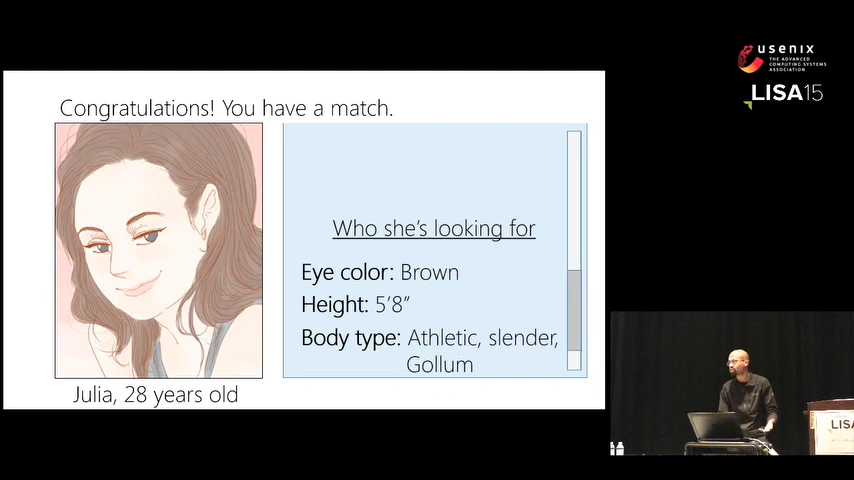 usenix
THE ADVANCED
COMPUTING SYSTEMS
ASSOCIATION
LISA15
Congratulations! You have a match.
Who she's looking for
Eye color: Brown
Height: 5'8"
Body type: Athletic, slender,
Gollum
Julia, 28 years old
LISA